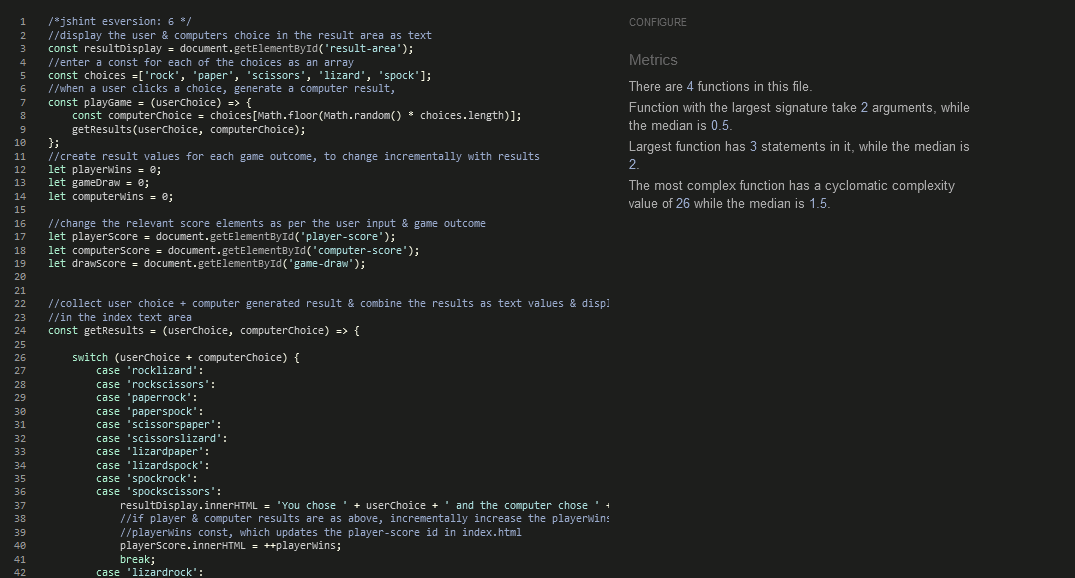 1 /*jshint esversion: 6 */
2 //display the user & computers choice in the result area as text
3 const resultDisplay = document.getElementById('result-area');
4 //enter a const for each of the choices as an array
5 const choices =['rock', 'paper', 'scissors', 'lizard', 'spock'];
6 //when a user clicks a choice, generate a computer result,
7 const playGame = (userChoice) => {
8 const computerChoice = choices[Math.floor(Math.random() * choices.length)];
9 getResults(userChoice, computerChoice);
10 };
11 //create result values for each game outcome, to change incrementally with results
12 let playerWins = 0;
13 let gameDraw = 0;
14 let computerWins = 0;
15
16 //change the relevant score elements as per the user input & game outcome
17 let playerScore = document.getElementById('player-score');
18 let computerScore = document.getElementById('computer-score');
19 let drawScore = document.getElementById('game-draw');
20
21
22 //collect user choice + computer generated result & combine the results as text values & displ
23 //in the index text area
24 const getResults = (userChoice, computerChoice) => {
25
26 switch (userChoice + computerChoice) {
27 case 'rocklizard':
28 case 'rockscissors':
29 case 'paperrock':
30 case 'paperspock':
31 case 'scissorspaper':
32 case 'scissorslizard':
33 case 'lizardpaper':
34 case 'lizardspock':
35 case 'spockrock':
36 case 'spockscissors':
37 resultDisplay.innerHTML = 'You chose ' + userChoice + ' and the computer chose ' +
38 //if player & computer results are as above, incrementally increase the playerWins
39 //playerWins const, which updates the player-score id in index.html
40 playerScore.innerHTML = ++playerWins;
41 break;
42 case 'lizardrock':
CONFIGURE
Metrics
There are 4 functions in this file.
Function with the largest signature take 2 arguments, while
the median is 0.5.
Largest function has 3 statements in it, while the median is
2.
The most complex function has a cyclomatic complexity
value of 26 while the median is 1.5.